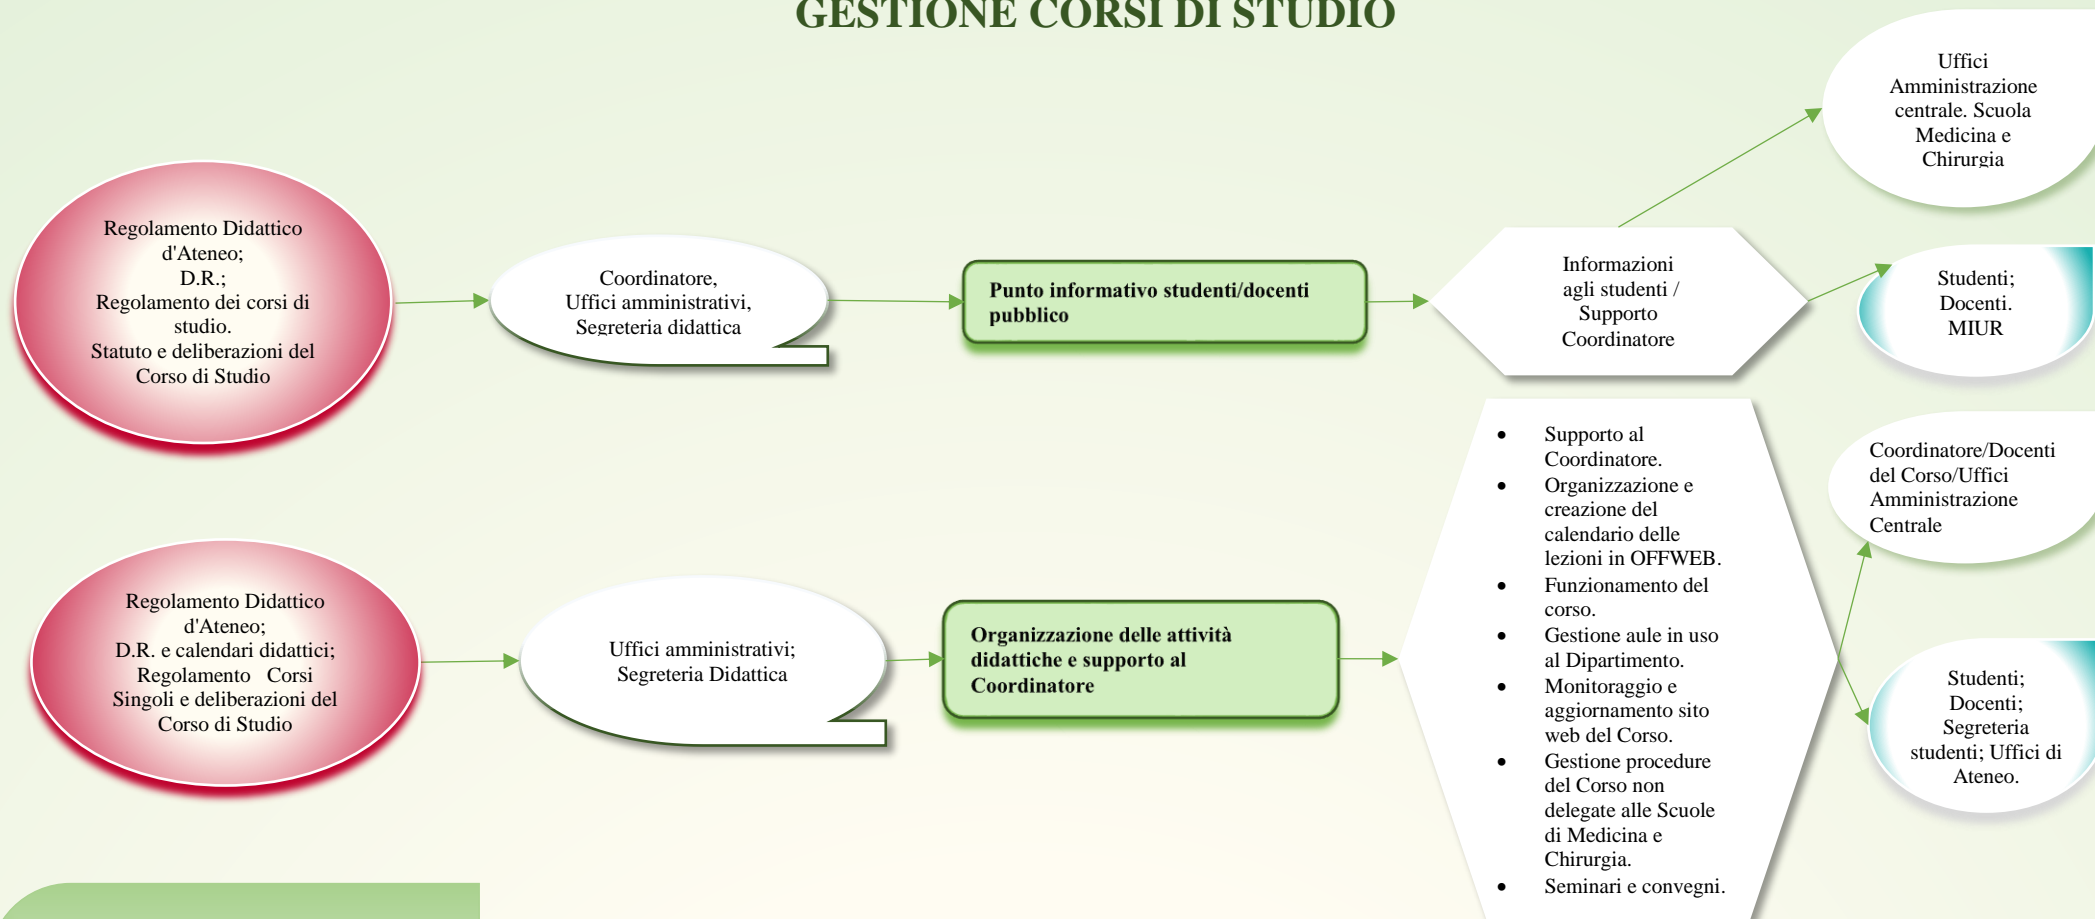 GESTIONE CORSI DI STUDIO
Regolamento Didattico
d'Ateneo;
D.R.;
Regolamento dei corsi di
studio.
Statuto e deliberazioni del
Corso di Studio
Coordinatore,
Uffici amministrativi,
Segreteria didattica
Punto informativo studenti/docenti
pubblico
Informazioni
agli studenti /
Supporto
Coordinatore
Uffici
Amministrazione
centrale. Scuola
Medicina e
Chirurgia
Studenti;
Docenti.
MIUR
Regolamento Didattico
d'Ateneo;
D.R. e calendari didattici;
Regolamento   Corsi
Singoli e deliberazioni del
Corso di Studio
Uffici amministrativi;
Segreteria Didattica
Organizzazione delle attività
didattiche e supporto al
Coordinatore
• Supporto al
Coordinatore.
• Organizzazione e
creazione del
calendario delle
lezioni in OFFWEB.
• Funzionamento del
corso.
• Gestione aule in uso
al Dipartimento.
• Monitoraggio e
aggiornamento sito
web del Corso.
• Gestione procedure
del Corso non
delegate alle Scuole
di Medicina e
Chirurgia.
• Seminari e convegni.
Coordinatore/Docenti
del Corso/Uffici
Amministrazione
Centrale
Studenti;
Docenti;
Segreteria
studenti; Uffici di
Ateneo.